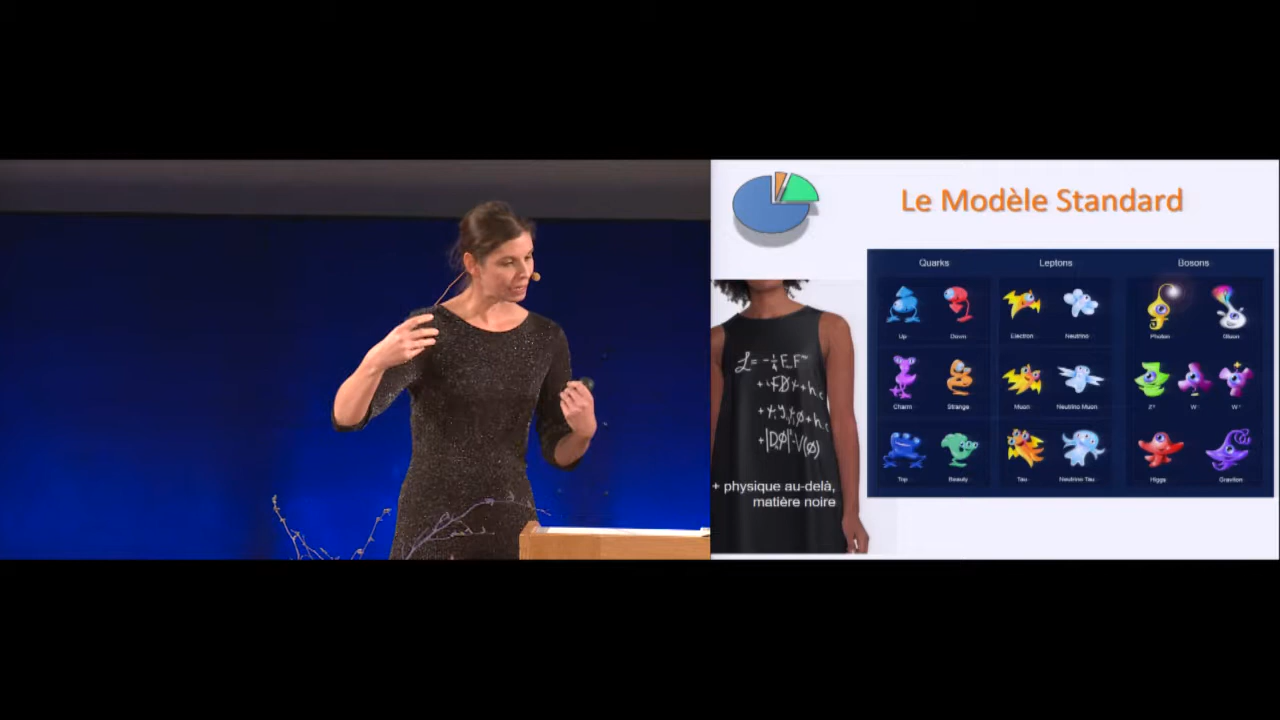 Le Modèle Standard
Quarks Leptons Bosons
Up Down Electron Neutrino Photon Gluon
Charm Strange Muon Neutrino Muon Z° W⁻ W⁺
Top Beauty Tau Neutrino Tau Higgs Graviton
+ physique au-delà,
matière noire